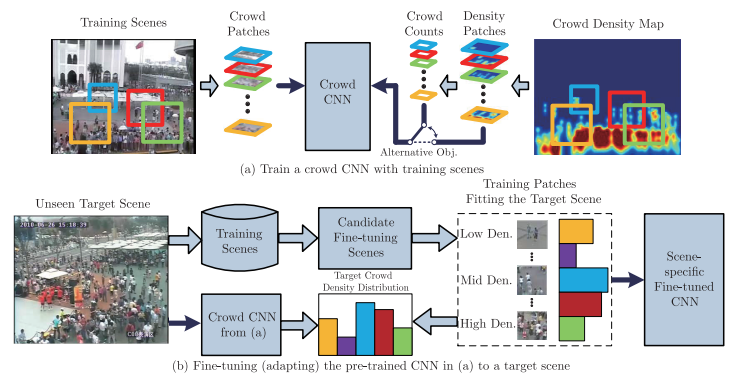 Training Scenes
Crowd
Patches
Crowd
Counts
Density
Patches
Crowd Density Map
Crowd
CNN
Alternative Obj.
(a) Train a crowd CNN with training scenes
Unseen Target Scene
2010-06-26 15:18:39
Training
Scenes
Candidate
Fine-tuning
Scenes
Training Patches
Fitting the Target Scene
Low Den.
Mid Den.
High Den.
Scene-
specific
Fine-tuned
CNN
Crowd CNN
from (a)
Target Crowd
Density Distribution
(b) Fine-tuning (adapting) the pre-trained CNN in (a) to a target scene